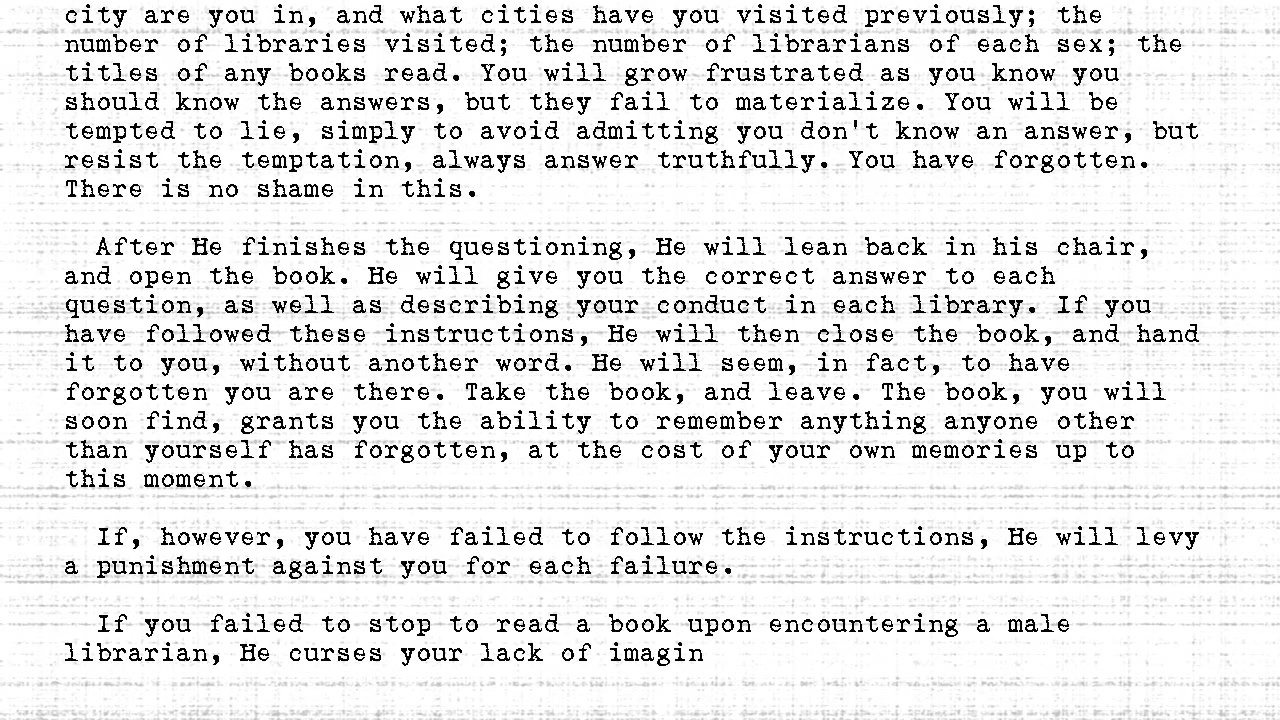 city are you in, and what cities have you visited previously; the
number of libraries visited; the number of librarians of each sex; the
titles of any books read. You will grow frustrated as you know you
should know the answers, but they fail to materialize. You will be
tempted to lie, simply to avoid admitting you don't know an answer, but
resist the temptation, always answer truthfully. You have forgotten.
There is no shame in this.
After He finishes the questioning, He will lean back in his chair,
and open the book. He will give you the correct answer to each
question, as well as describing your conduct in each library. If you
have followed these instructions, He will then close the book, and hand
it to you, without another word. He will seem, in fact, to have
forgotten you are there. Take the book, and leave. The book, you will
soon find, grants you the ability to remember anything anyone other
than yourself has forgotten, at the cost of your own memories up to
this moment.
If, however, you have failed to follow the instructions, He will levy
a punishment against you for each failure.
If you failed to stop to read a book upon encountering a male
librarian, He curses your lack of imagin